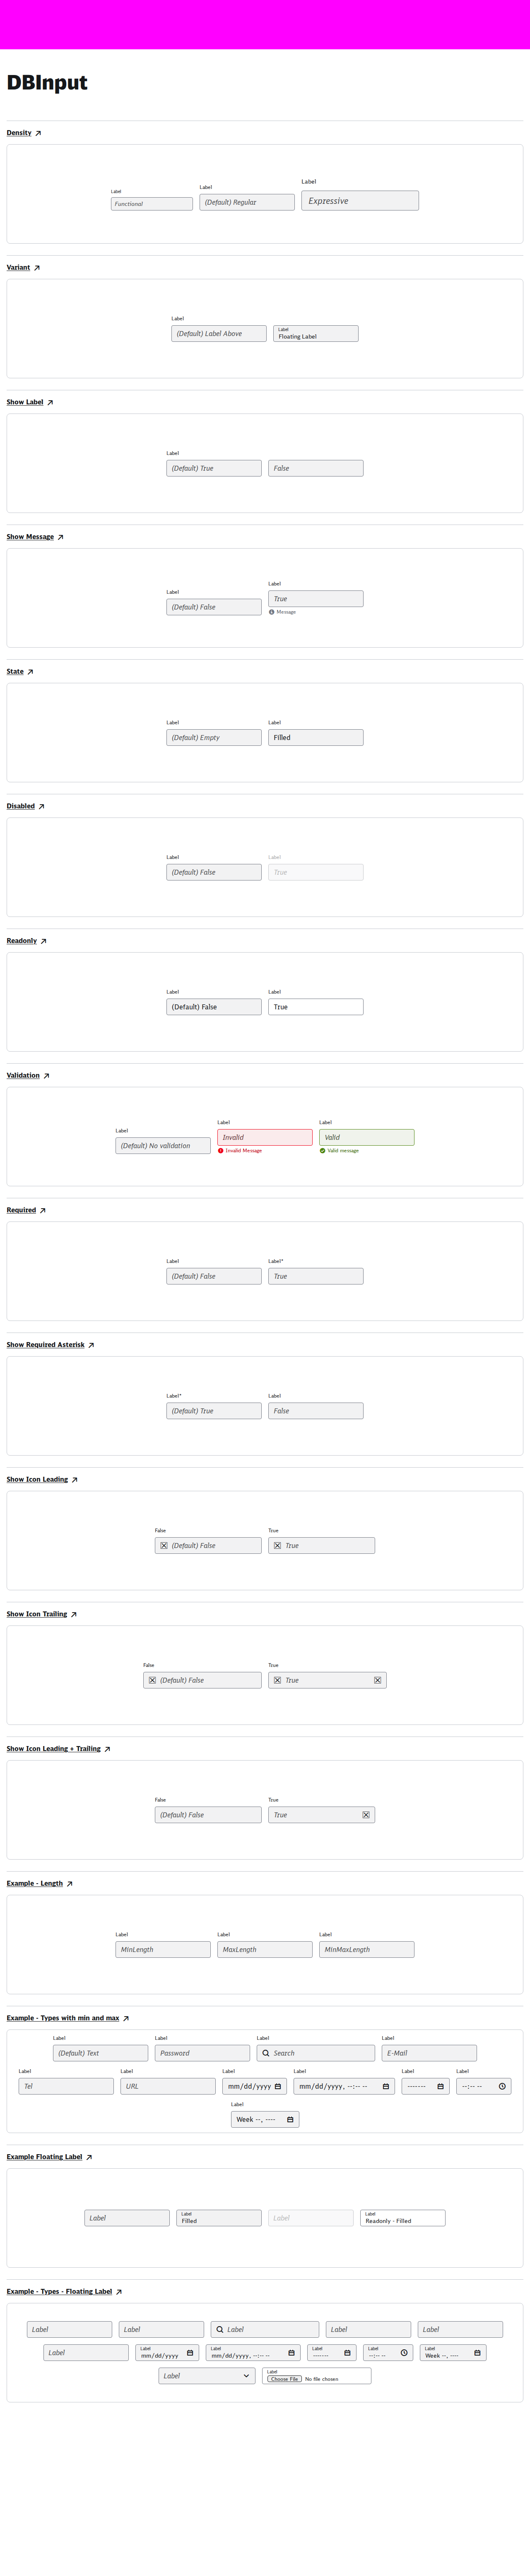 DBInput
Density
Label
Label
Label
Functional
(Default) Regular
Expressive
Variant
Label
(Default) Label Above
Label
Floating Label
Show Label
Label
(Default) True
False
Show Message
Label
Label
(Default) False
True
Message
State
Label
Label
(Default) Empty
Filled
Disabled
Label
Label
(Default) False
True
Readonly
Label
Label
(Default) False
True
Validation
Label
Label
Label
(Default) No validation
Invalid
Valid
Invalid Message
Valid message
Required
Label
Label*
(Default) False
True
Show Required Asterisk
Label*
Label
(Default) True
False
Show Icon Leading
False
True
(Default) False
True
Show Icon Trailing
False
True
(Default) False
True
Show Icon Leading + Trailing
False
True
(Default) False
True
Example - Length
Label
Label
Label
MinLength
MaxLength
MinMaxLength
Example - Types with min and max
Label
Label
Label
Label
(Default) Text
Password
Search
E-Mail
Label
Label
Label
Label
Label
Label
Tel
URL
mm/dd/yyyy
mm/dd/yyyy, --:-- --
-------
--:-- --
Label
Week --, ----
Example Floating Label
Label
Label
Filled
Label
Label
Readonly - Filled
Example - Types - Floating Label
Label
Label
Label
Label
Label
Label
Label
mm/dd/yyyy
Label
mm/dd/yyyy, --:-- --
Label
-------
Label
--:-- --
Label
Week --, ----
Label
Label
Choose File No file chosen